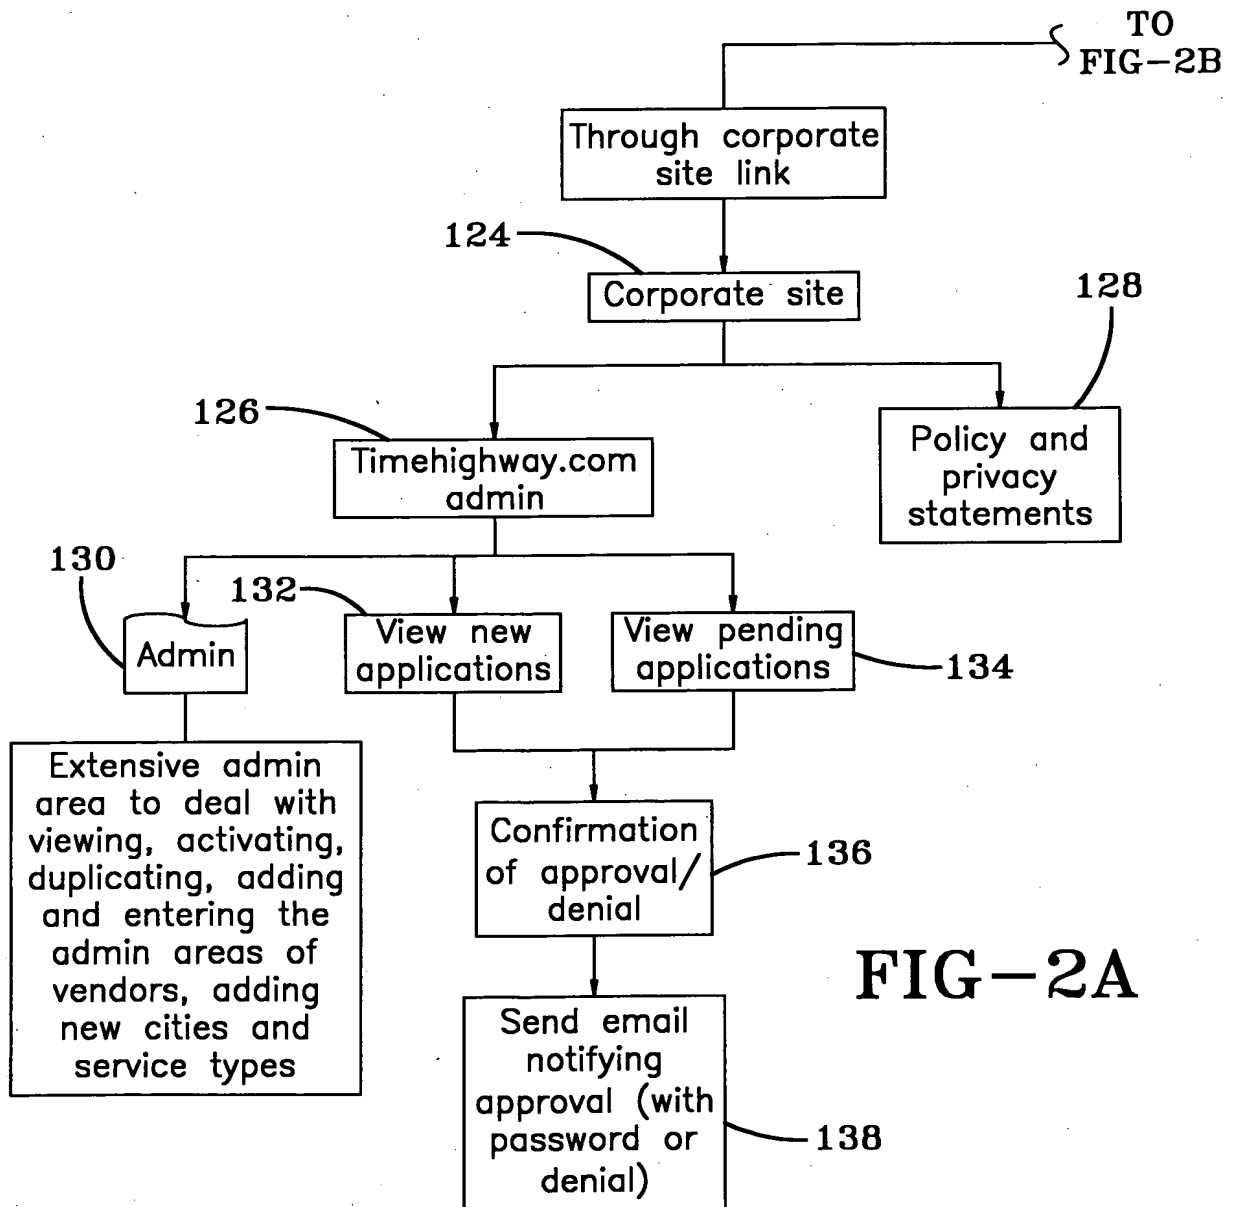 TO
FIG-2B
Through corporate
site link
124
Corporate site
128
126
Timehighway.com
admin
Policy and
privacy
statements
130
132
Admin
View new
applications
View pending
applications
134
Extensive admin
area to deal with
viewing, activating,
duplicating, adding
and entering the
admin areas of
vendors, adding
new cities and
service types
Confirmation
of approval/
denial
136
FIG-2A
Send email
notifying
approval (with
password or
denial)
138